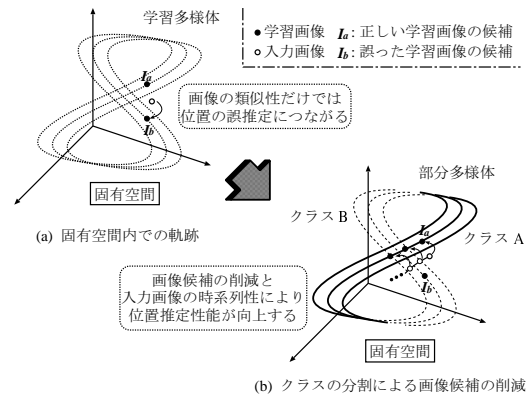 学習多様体
●学習画像 Ia：正しい学習画像の候補
○入力画像 Ib：誤った学習画像の候補
Ia
Ib
画像の類似性だけでは
位置の誤推定につながる
固有空間
(a) 固有空間内での軌跡
部分多様体
クラス B
クラス A
Ia
Ib
画像候補の削減と
入力画像の時系列性により
位置推定性能が向上する
固有空間
(b) クラスの分割による画像候補の削減